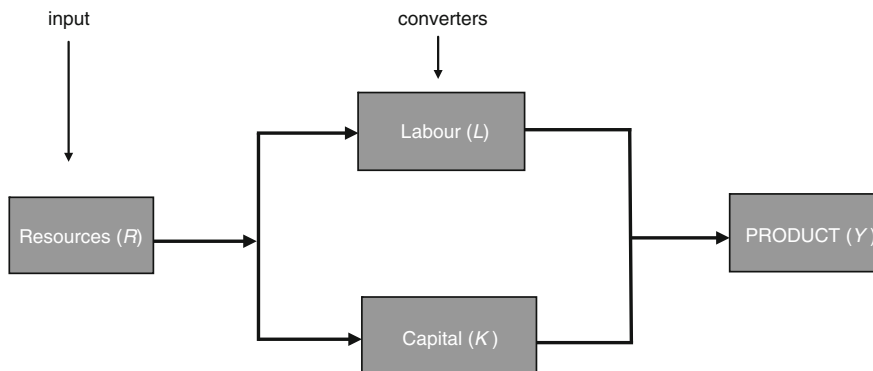 input
converters
Labour (L)
Resources (R)
PRODUCT (Y)
Capital (K)